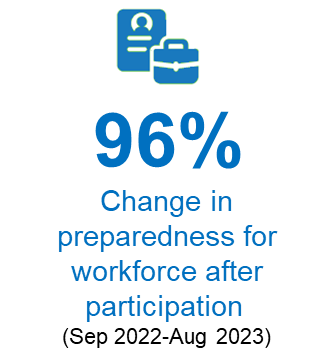 96%
Change in
preparedness for
workforce after
participation
(Sep 2022-Aug 2023)